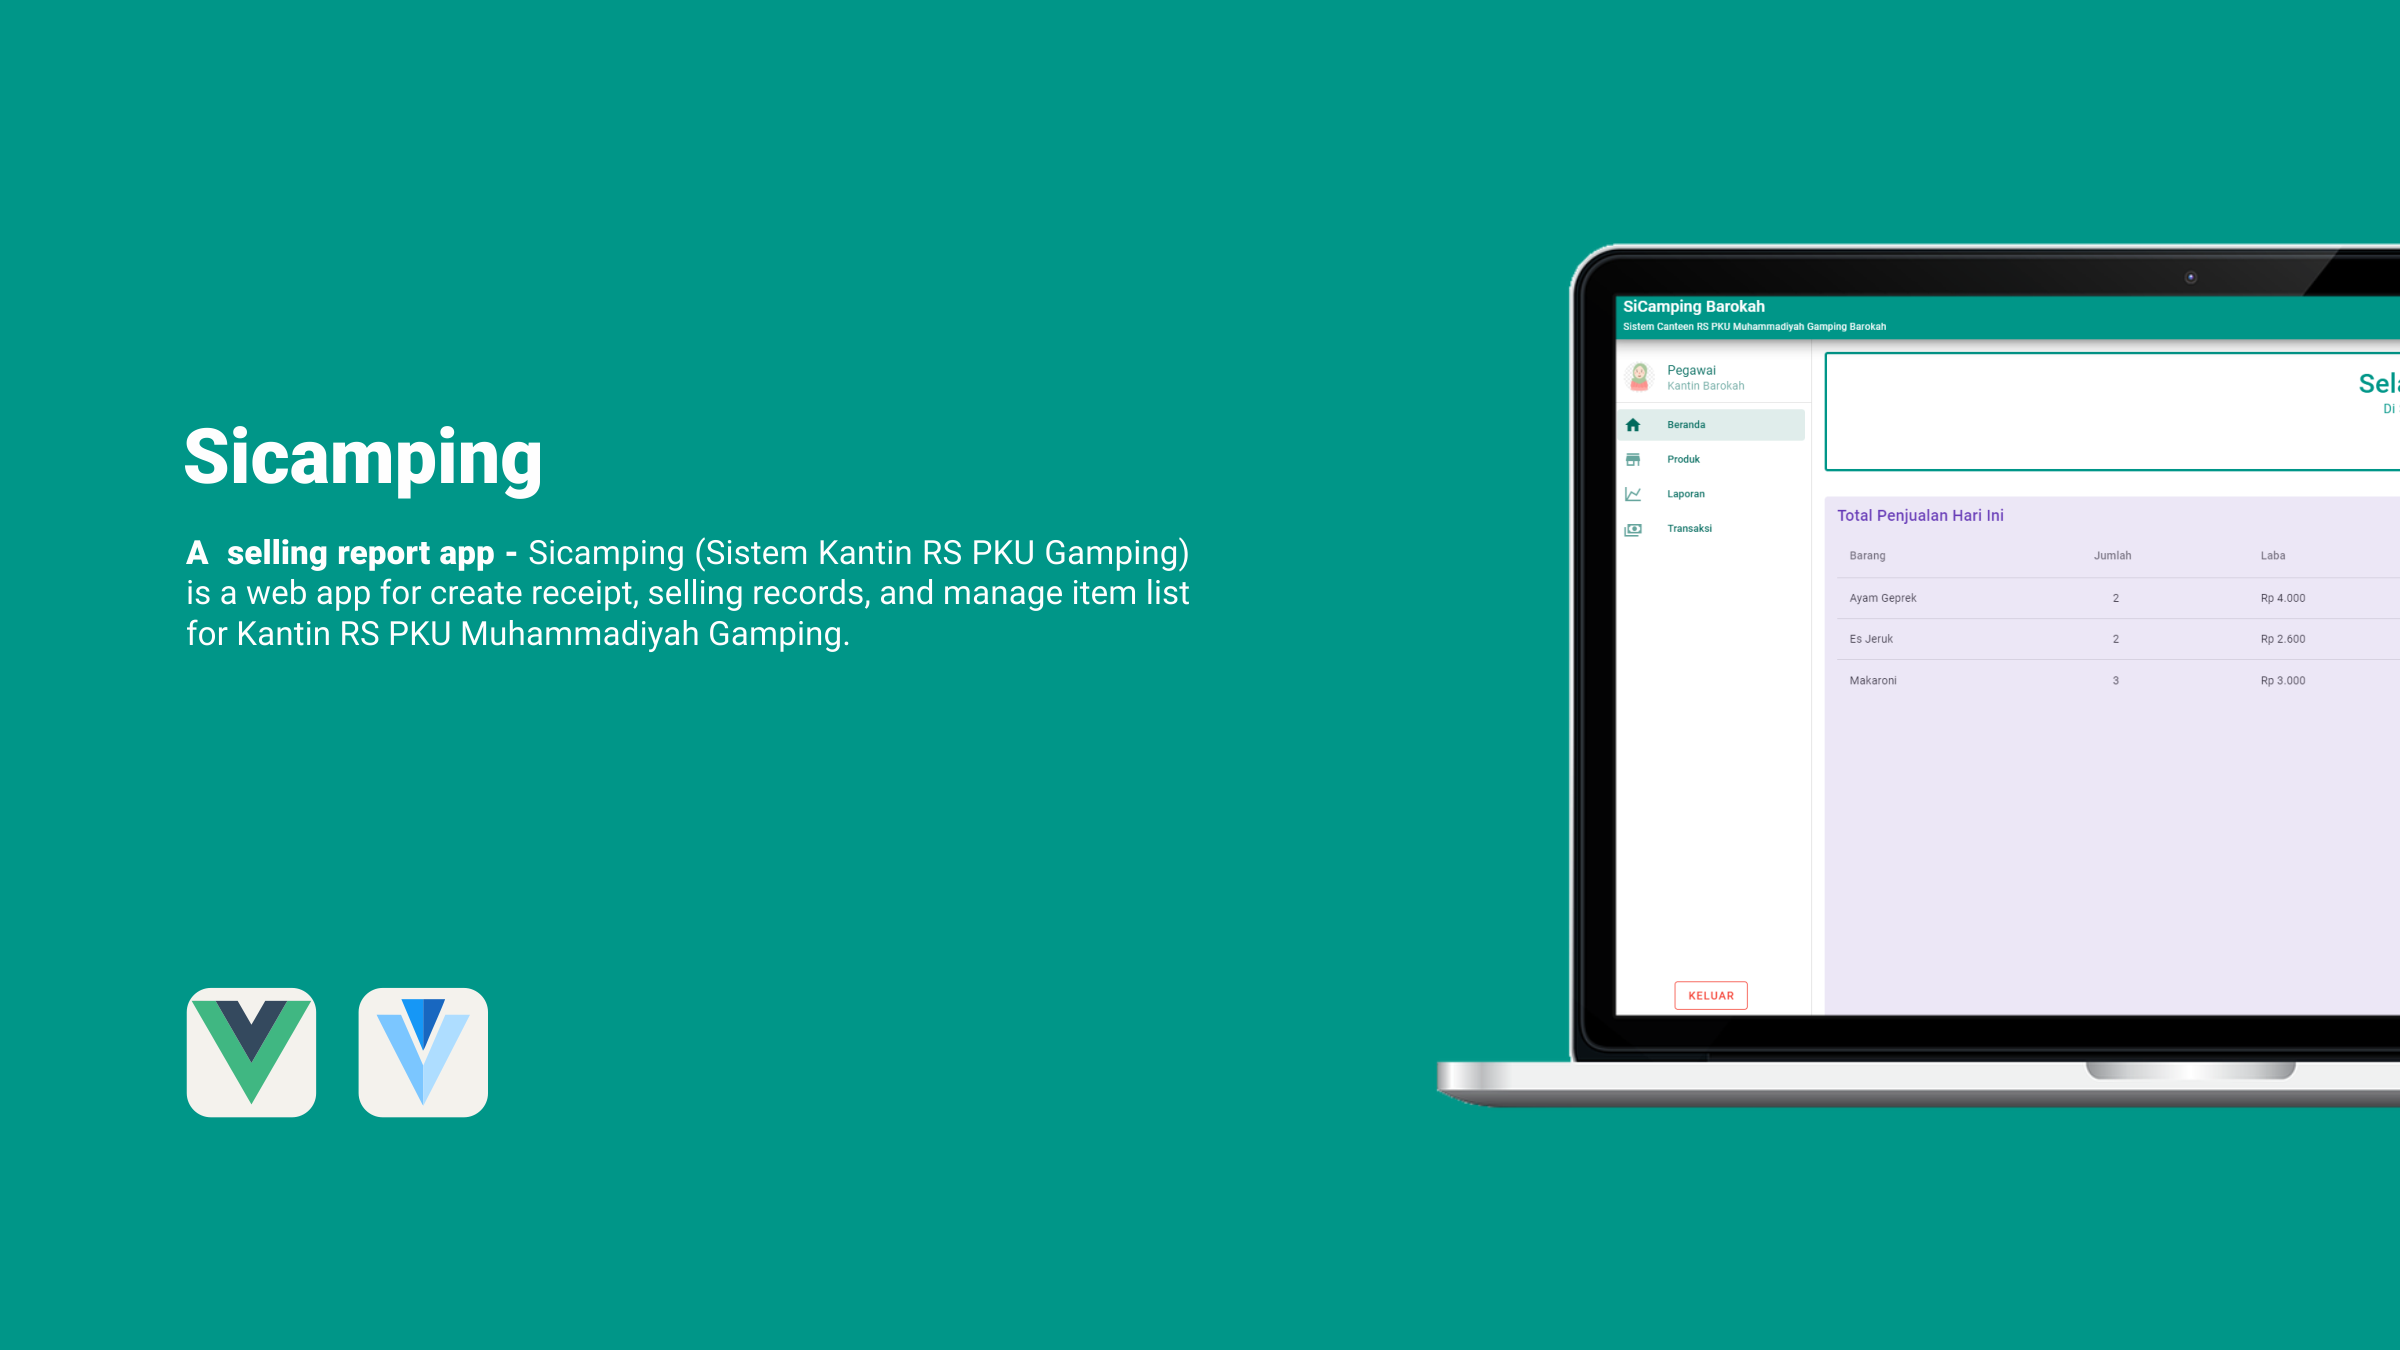 Sicamping
A  selling report app - Sicamping (Sistem Kantin RS PKU Gamping)
is a web app for create receipt, selling records, and manage item list
for Kantin RS PKU Muhammadiyah Gamping.
SiCamping Barokah
Sistem Canteen RS PKU Muhammadiyah Gamping Barokah
Pegawai
Kantin Barokah
Beranda
Produk
Laporan
Transaksi
KELUAR
Sela
Di
Total Penjualan Hari Ini
Barang Jumlah Laba
Ayam Geprek 2 Rp 4.000
Es Jeruk 2 Rp 2.600
Makaroni 3 Rp 3.000